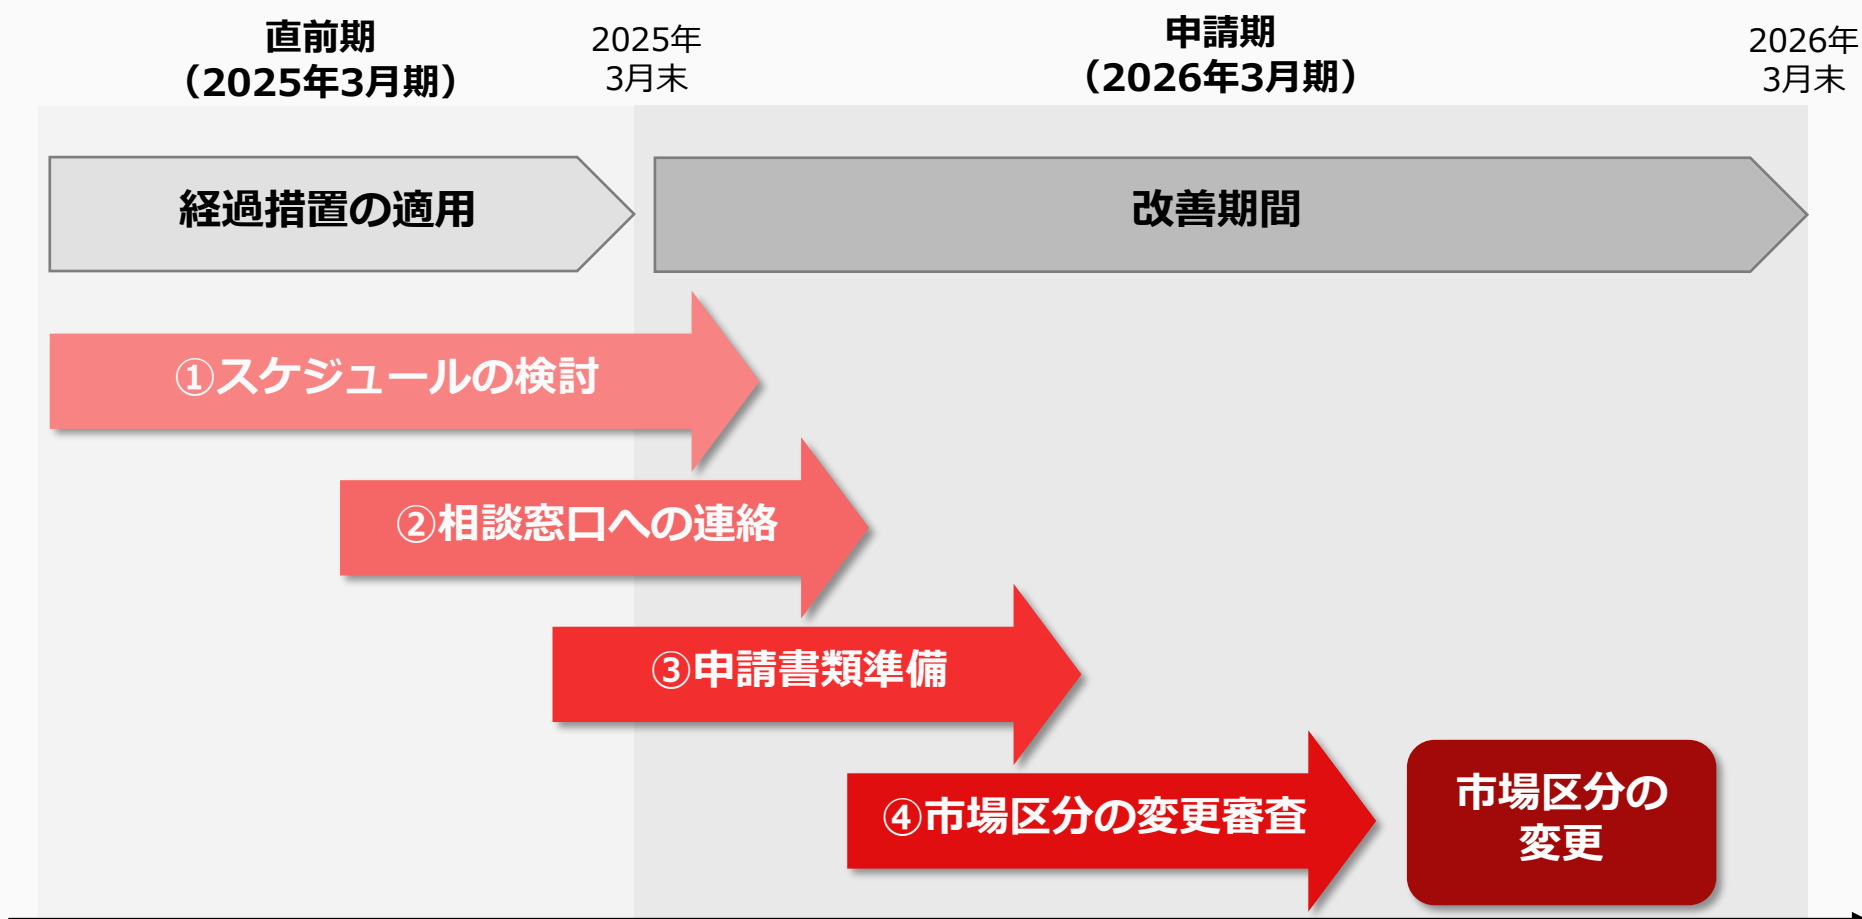 直前期
（2025年3月期）
2025年
3月末
申請期
（2026年3月期）
2026年
3月末
経過措置の適用
改善期間
①スケジュールの検討
②相談窓口への連絡
③申請書類準備
④市場区分の変更審査
市場区分の
変更